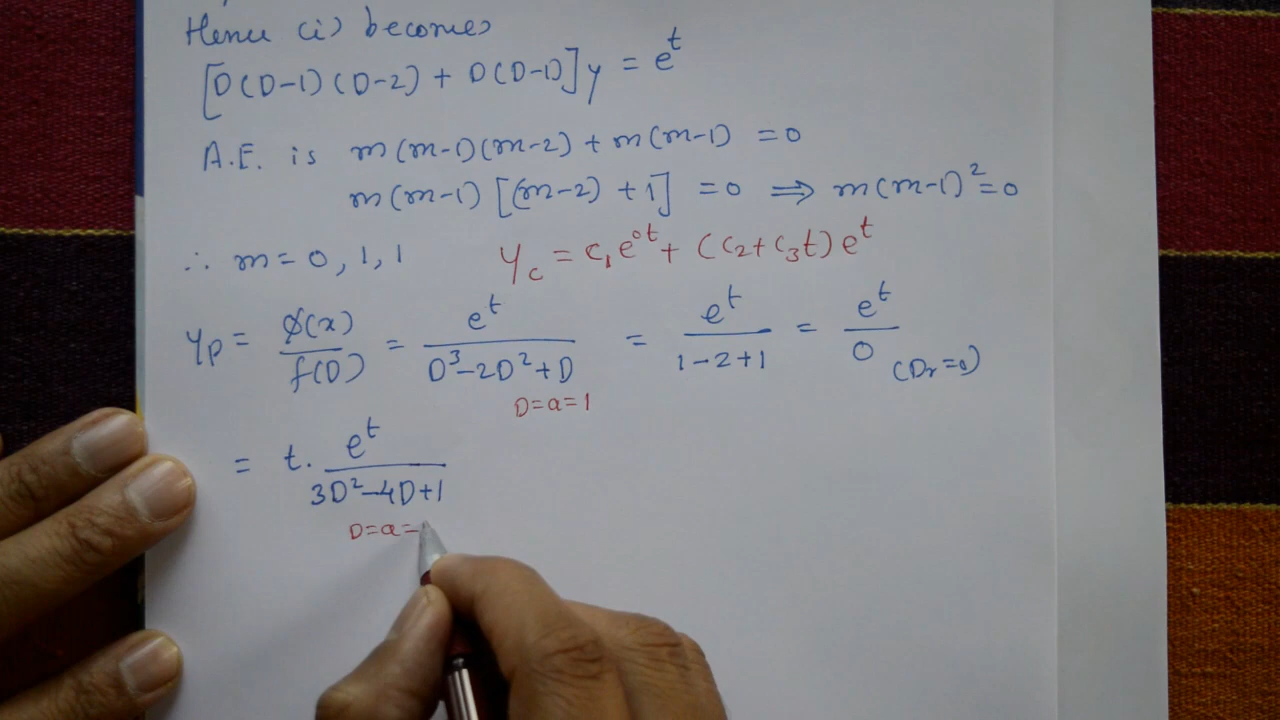 Hence (i) becomes
[D(D-1)(D-2) + D(D-1)]y = e^t
A.E. is m(m-1)(m-2) + m(m-1) = 0
m(m-1) [(m-2) + 1] = 0 ⇒ m(m-1)^2 = 0
∴ m = 0, 1, 1 y_c = c_1 e^{0t} + (c_2 + c_3 t) e^t
y_p = ϕ(x)/f(D) = e^t/(D^3-2D^2+D) = e^t/(1-2+1) = e^t/0 (Dr=0)
D=a=1
= t. e^t/(3D^2-4D+1)
D=a=